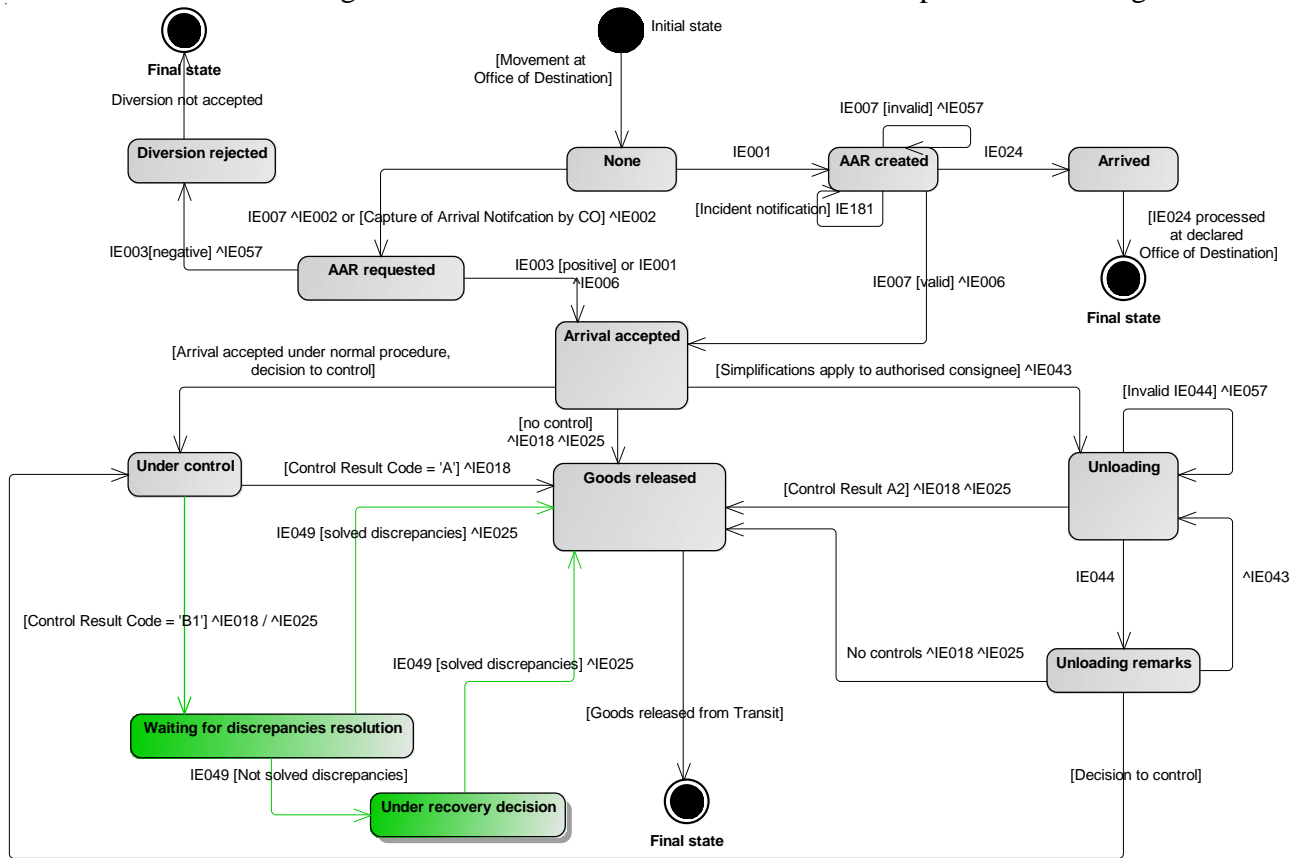 Initial state
[Movement at
Office of Destination]
Final state
Diversion not accepted
IE007 [invalid] ^IE057
Diversion rejected
None
IE001
AAR created
IE024
Arrived
[Incident notification] IE181
IE007 ^IE002 or [Capture of Arrival Notifcation by CO] ^IE002
[IE024 processed
at declared
Office of Destination]
IE003[negative] ^IE057
AAR requested
IE003 [positive] or IE001
^IE006
IE007 [valid] ^IE006
Final state
Arrival accepted
[Arrival accepted under normal procedure,
decision to control]
[Simplifications apply to authorised consignee] ^IE043
[Invalid IE044] ^IE057
[no control]
^IE018 ^IE025
Under control
[Control Result Code = 'A'] ^IE018
Goods released
[Control Result A2] ^IE018 ^IE025
Unloading
IE049 [solved discrepancies] ^IE025
IE044
^IE043
[Control Result Code = 'B1'] ^IE018 / ^IE025
IE049 [solved discrepancies] ^IE025
No controls ^IE018 ^IE025
Unloading remarks
Waiting for discrepancies resolution
[Goods released from Transit]
IE049 [Not solved discrepancies]
[Decision to control]
Under recovery decision
Final state